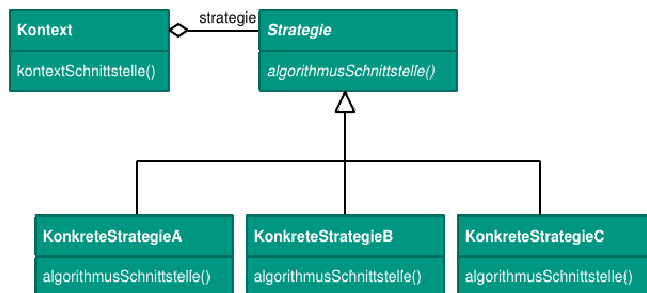 Kontext
strategie
Strategie
kontextSchnittstelle()
algorithmusSchnittstelle()
KonkreteStrategieA
KonkreteStrategieB
KonkreteStrategieC
algorithmusSchnittstelle()
algorithmusSchnittstelle()
algorithmusSchnittstelle()